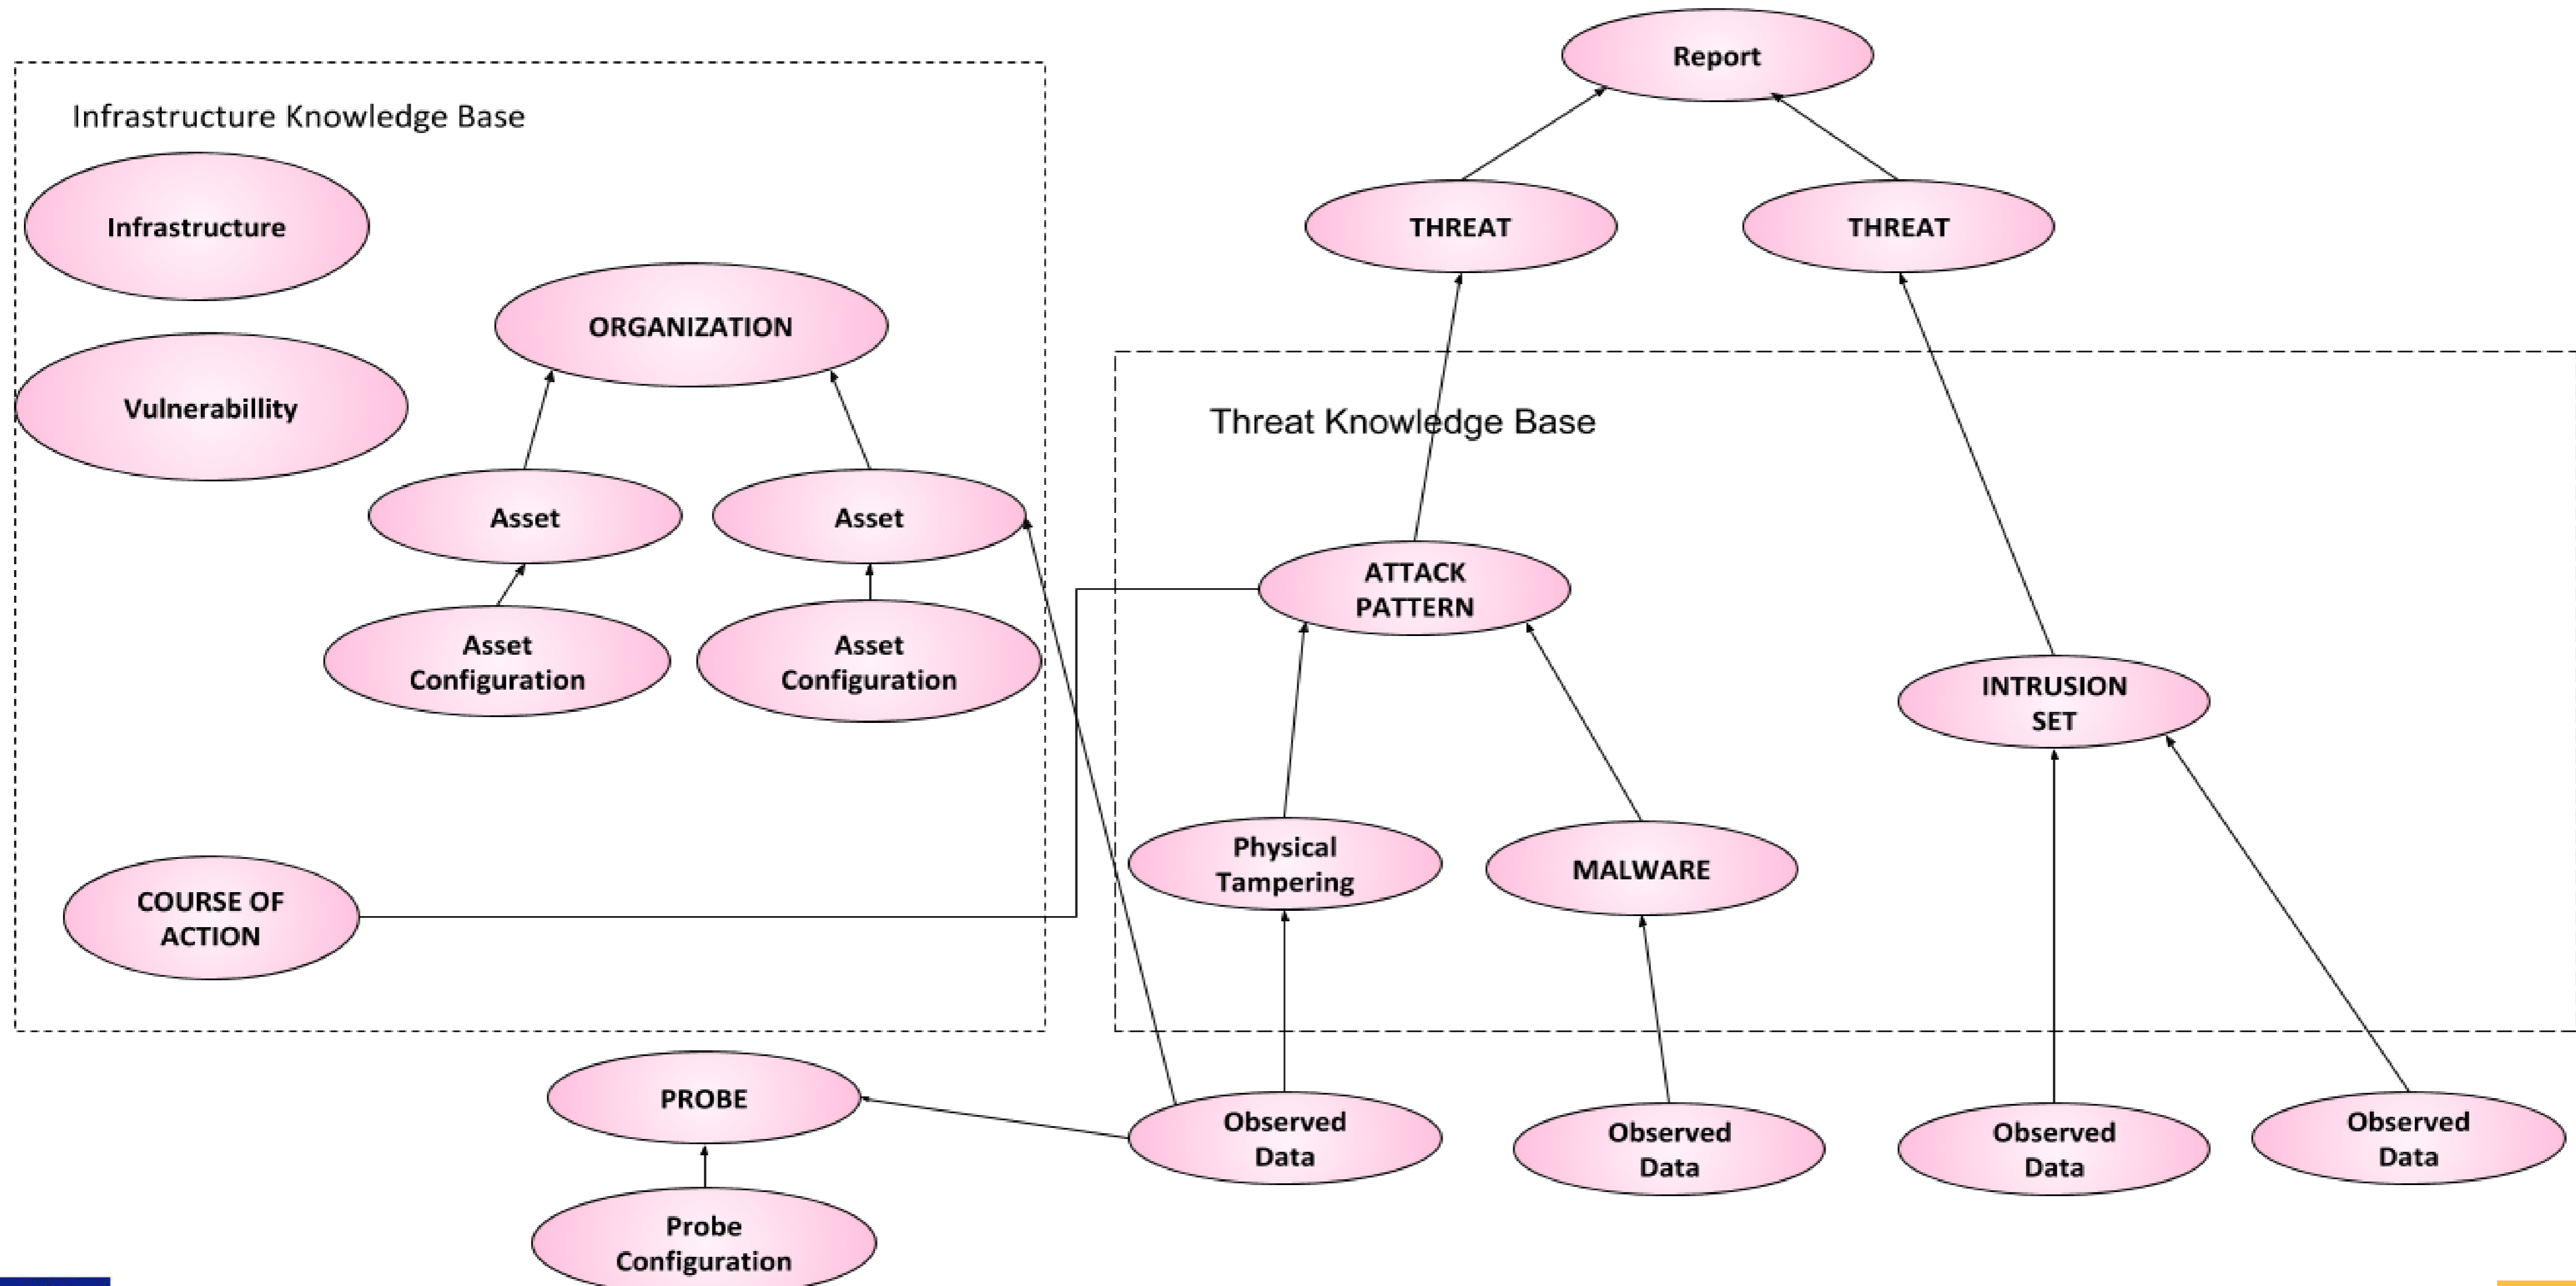 Report
Infrastructure Knowledge Base
Infrastructure
THREAT
THREAT
ORGANIZATION
Vulnerabillity
Threat Knowledge Base
Asset
Asset
ATTACK
PATTERN
Asset
Configuration
Asset
Configuration
INTRUSION
SET
Physical
Tampering
MALWARE
COURSE OF
ACTION
PROBE
Observed
Data
Observed
Data
Observed
Data
Observed
Data
Probe
Configuration